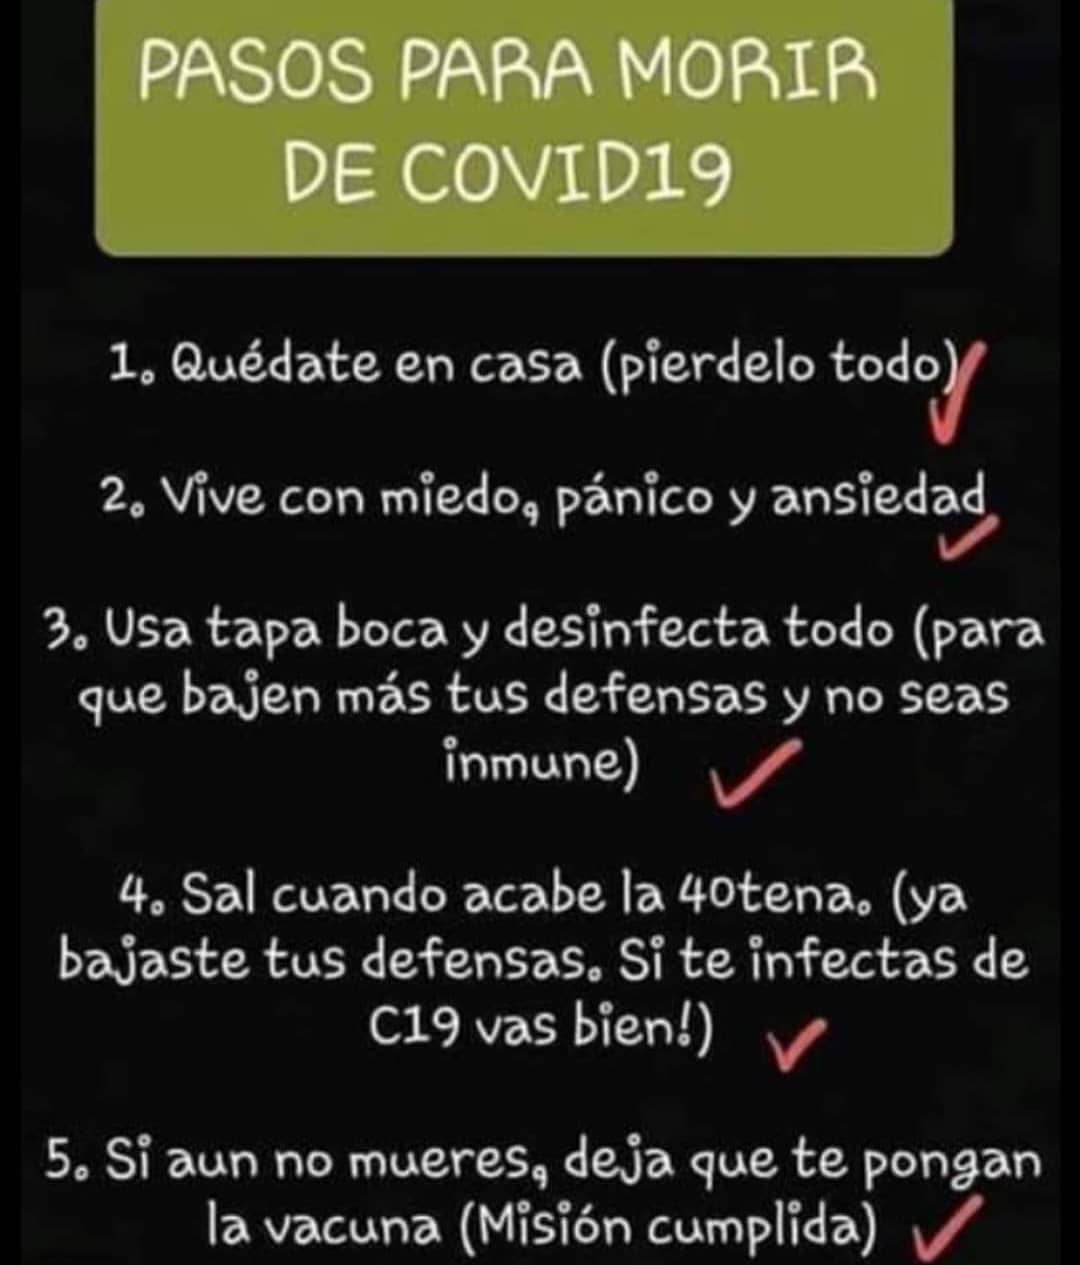 PASOS PARA MORIR
DE COVID19
1. Quédate en casa (pierdelo todo)
2. Vive con miedo, pánico y ansiedad
3. Usa tapa boca y desinfecta todo (para
que bajen más tus defensas y no seas
inmune)
4. Sal cuando acabe la 40tena. (ya
bajaste tus defensas. Si te infectas de
C19 vas bien!)
5. Si aun no mueres, deja que te pongan
la vacuna (Misión cumplida)